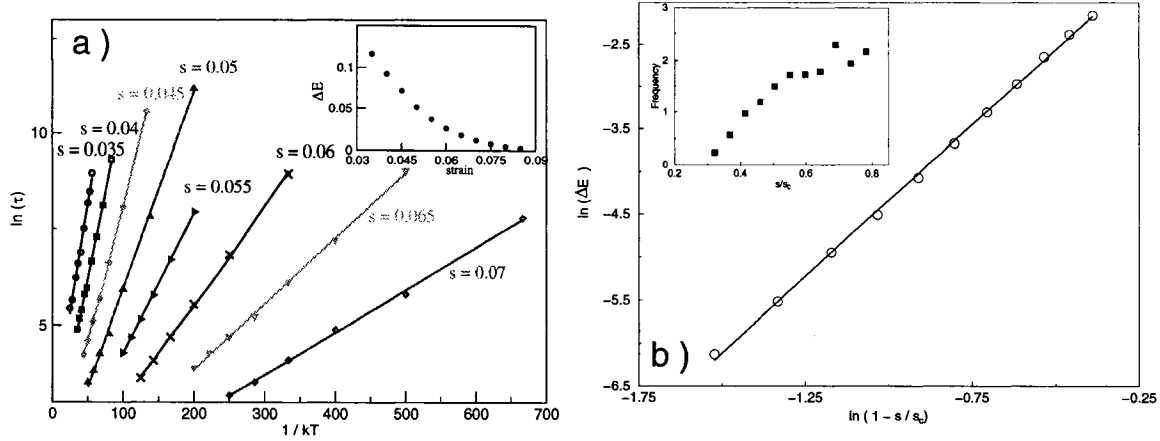 a )
s = 0.05
s = 0.045
s = 0.04
s = 0.035
s = 0.055
s = 0.06
s = 0.065
s = 0.07
10
5
ln (τ)
0
100
200
300
400
500
600
700
1 / kT
0.1
0.05
0
ΔE
0.03
0.045
0.06
0.075
0.09
strain
b )
-2.5
-3.5
-4.5
-5.5
-6.5
ln (ΔE)
-1.75
-1.25
-0.75
-0.25
ln ( 1 - s / s_c )
3
2
1
0
Frequency
0.2
0.4
0.6
0.8
s/s_c